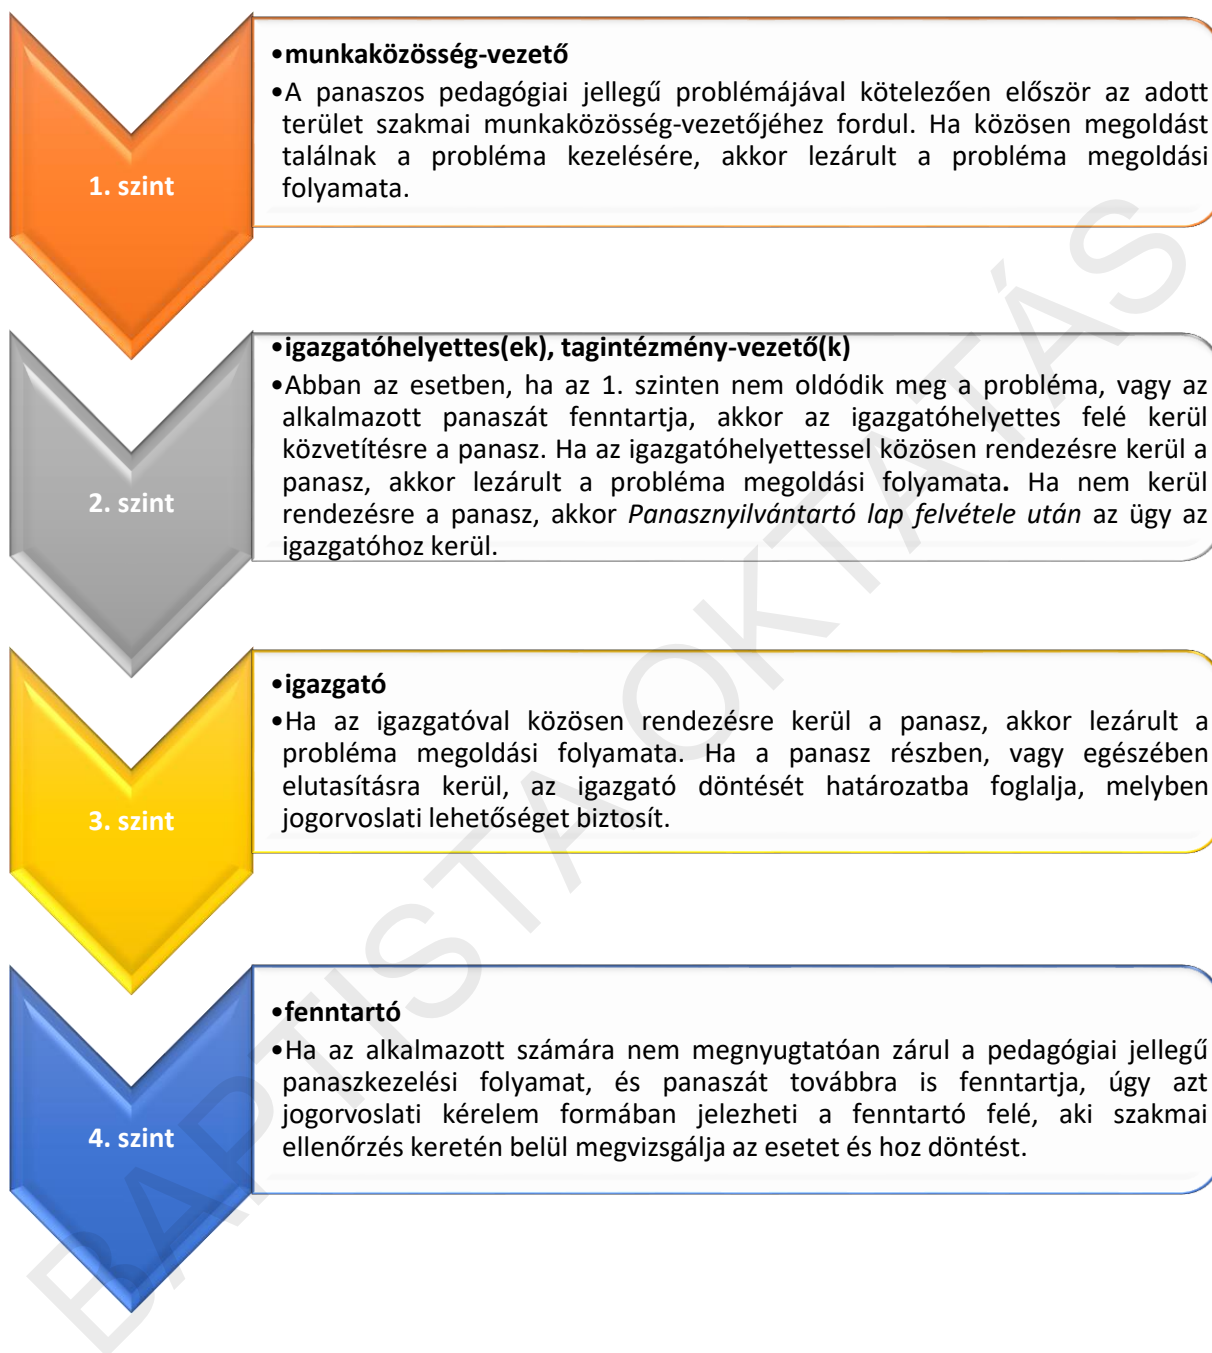 1. szint
•munkaközösség-vezető
•A panaszos pedagógiai jellegű problémájával kötelezően először az adott
terület szakmai munkaközösség-vezetőjéhez fordul. Ha közösen megoldást
találnak a probléma kezelésére, akkor lezárult a probléma megoldási
folyamata.
2. szint
•igazgatóhelyettes(ek), tagintézmény-vezető(k)
•Abban az esetben, ha az 1. szinten nem oldódik meg a probléma, vagy az
alkalmazott panaszát fenntartja, akkor az igazgatóhelyettes felé kerül
közvetítésre a panasz. Ha az igazgatóhelyettessel közösen rendezésre kerül a
panasz, akkor lezárult a probléma megoldási folyamata. Ha nem kerül
rendezésre a panasz, akkor Panasznyilvántartó lap felvétele után az ügy az
igazgatóhoz kerül.
3. szint
•igazgató
•Ha az igazgatóval közösen rendezésre kerül a panasz, akkor lezárult a
probléma megoldási folyamata. Ha a panasz részben, vagy egészében
elutasításra kerül, az igazgató döntését határozatba foglalja, melyben
jogorvoslati lehetőséget biztosít.
4. szint
•fenntartó
•Ha az alkalmazott számára nem megnyugtatóan zárul a pedagógiai jellegű
panaszkezelési folyamat, és panaszát továbbra is fenntartja, úgy azt
jogorvoslati kérelem formában jelezheti a fenntartó felé, aki szakmai
ellenőrzés keretén belül megvizsgálja az esetet és hoz döntést.
BAPTISTA OKTATÁS